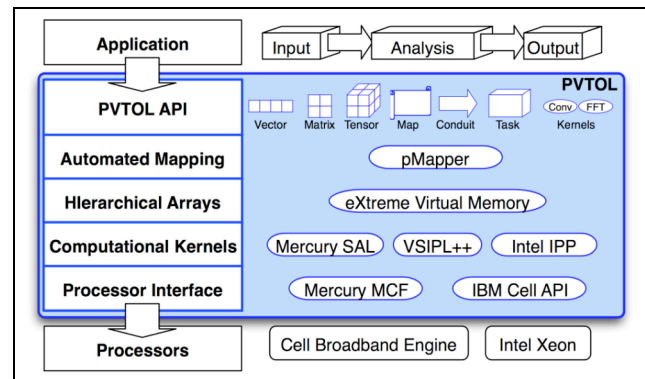 Application Input Analysis Output
PVTOL
PVTOL API
Vector Matrix Tensor Map Conduit Task Conv FFT Kernels
Automated Mapping pMapper
HIerarchical Arrays eXtreme Virtual Memory
Computational Kernels Mercury SAL VSIPL++ Intel IPP
Processor Interface Mercury MCF IBM Cell API
Processors Cell Broadband Engine Intel Xeon